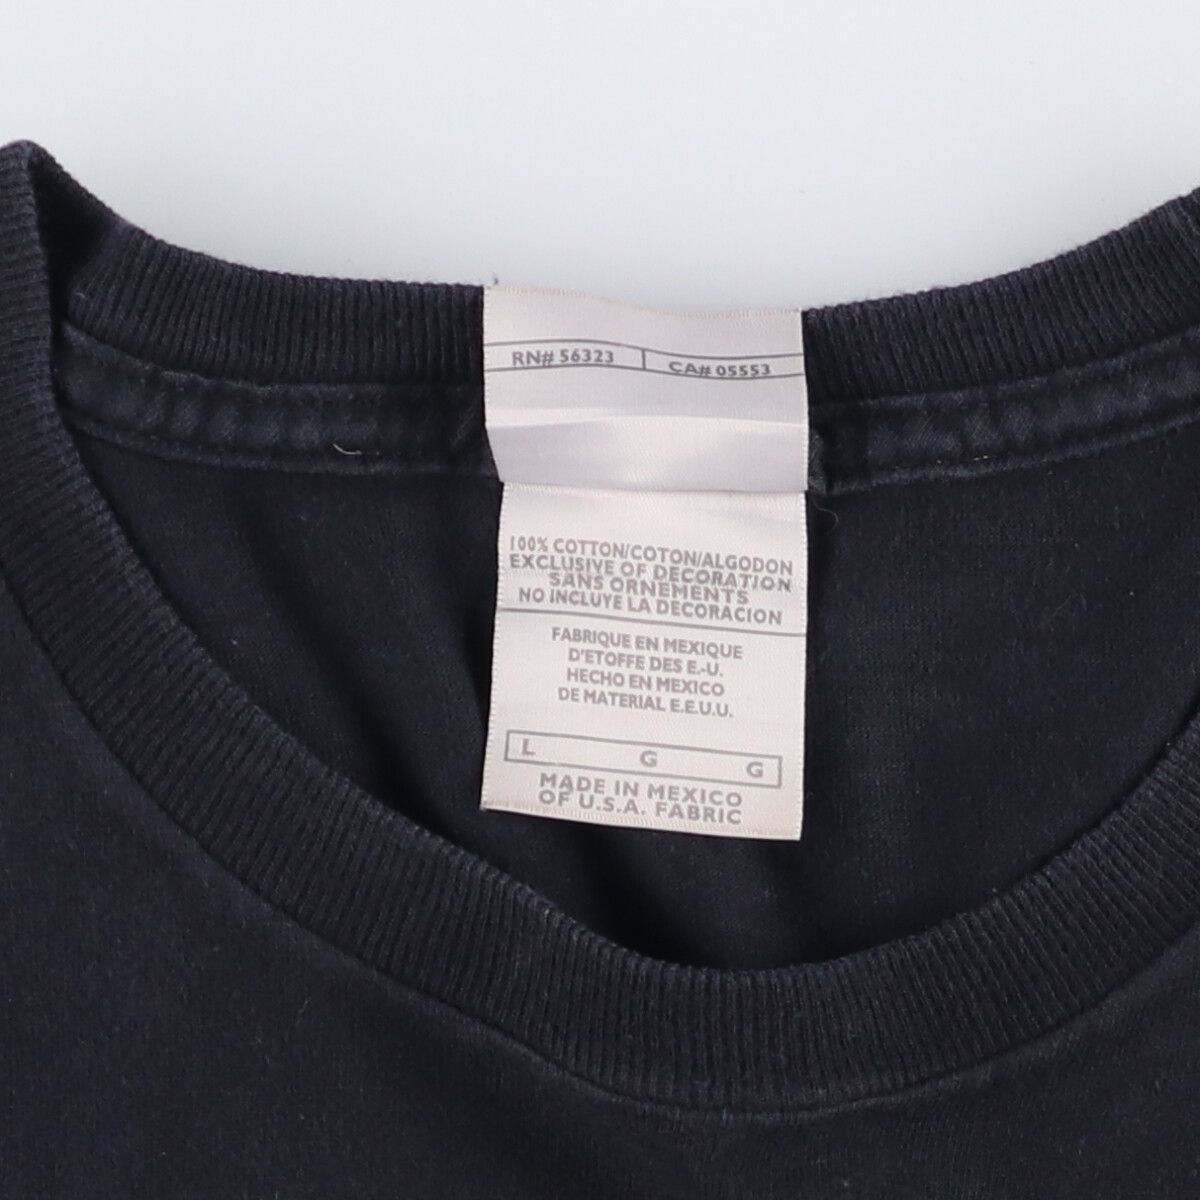 RN# 56323 CA# 05553
100% COTTON/COTON/ALGODON
EXCLUSIVE OF DECORATION
SANS ORNEMENTS
NO INCLUYE LA DECORACION
FABRIQUE EN MEXIQUE
D'ETOFFE DES E.-U.
HECHO EN MEXICO
DE MATERIAL E.E.U.U.
L G G
MADE IN MEXICO
OF U.S.A. FABRIC